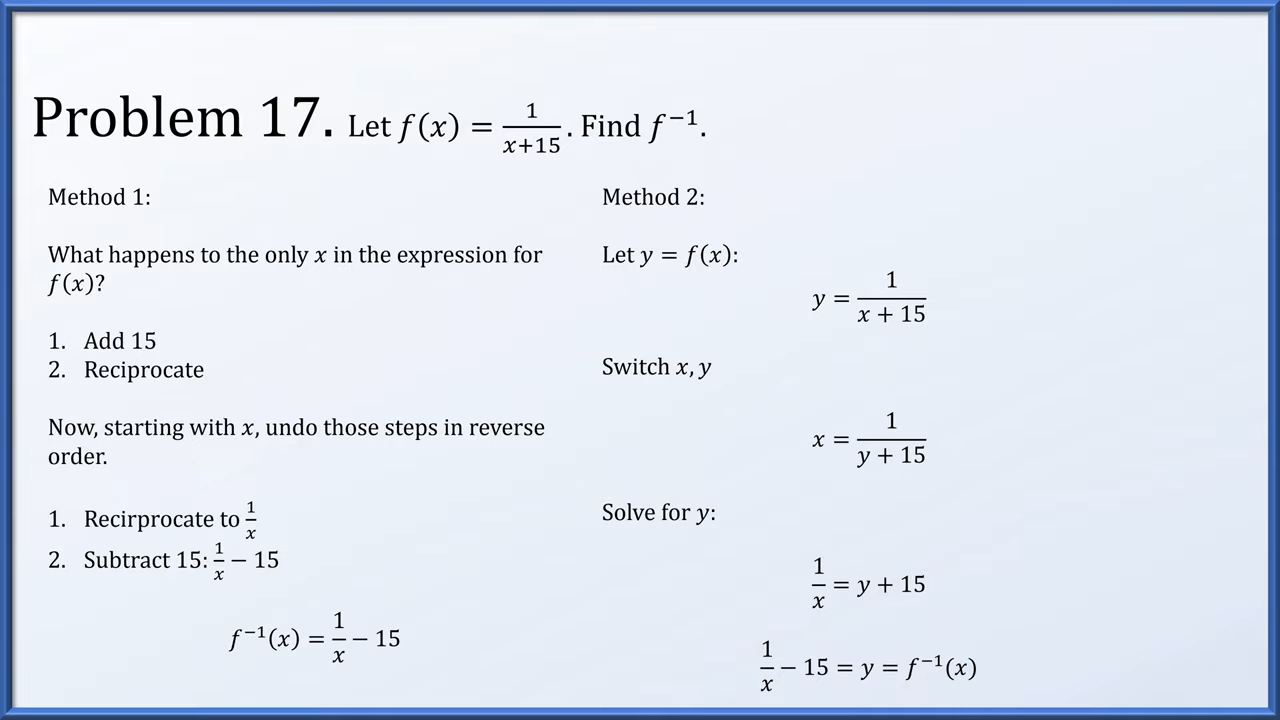 Problem 17. Let f(x) = 1/(x+15). Find f⁻¹.
Method 1:
What happens to the only x in the expression for
f(x)?
1. Add 15
2. Reciprocate
Now, starting with x, undo those steps in reverse
order.
1. Recirprocate to 1/x
2. Subtract 15: 1/x − 15
f⁻¹(x) = 1/x − 15
Method 2:
Let y = f(x):
y = 1/(x + 15)
Switch x, y
x = 1/(y + 15)
Solve for y:
1/x = y + 15
1/x − 15 = y = f⁻¹(x)